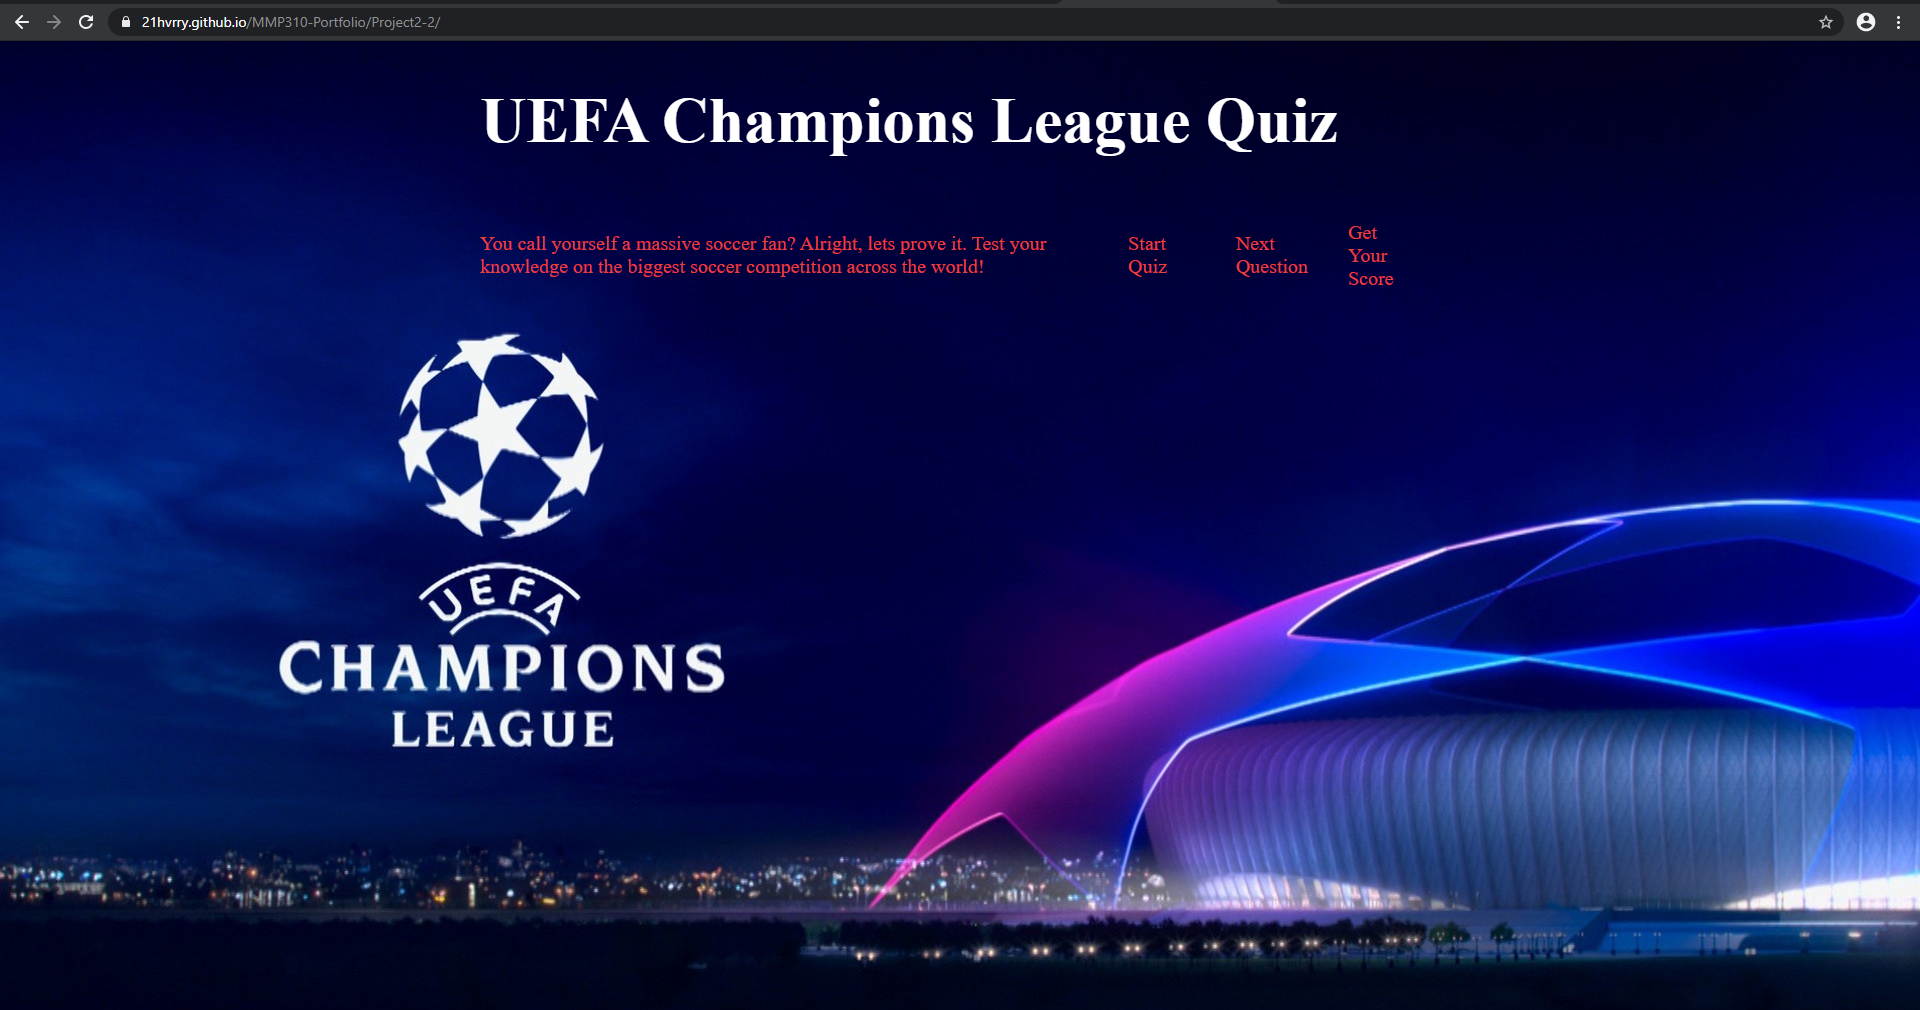 21hvrry.github.io/MMP310-Portfolio/Project2-2/
UEFA Champions League Quiz
You call yourself a massive soccer fan? Alright, lets prove it. Test your
knowledge on the biggest soccer competition across the world!
Start
Quiz
Next
Question
Get
Your
Score
UEFA
CHAMPIONS
LEAGUE